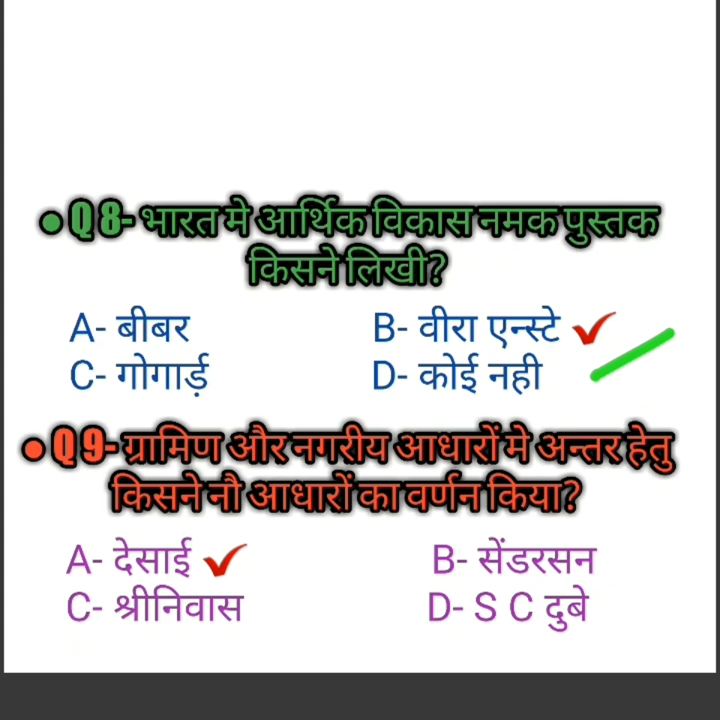 • Q 8- भारत मे आर्थिक विकास नमक पुस्तक
किसने लिखी?
A- बीबर B- वीरा एन्स्टे ✓
C- गोगार्ड़ D- कोई नही
• Q 9- ग्रामिण और नगरीय आधारों मे अन्तर हेतु
किसने नौ आधारों का वर्णन किया?
A- देसाई ✓ B- सेंडरसन
C- श्रीनिवास D- S C दुबे